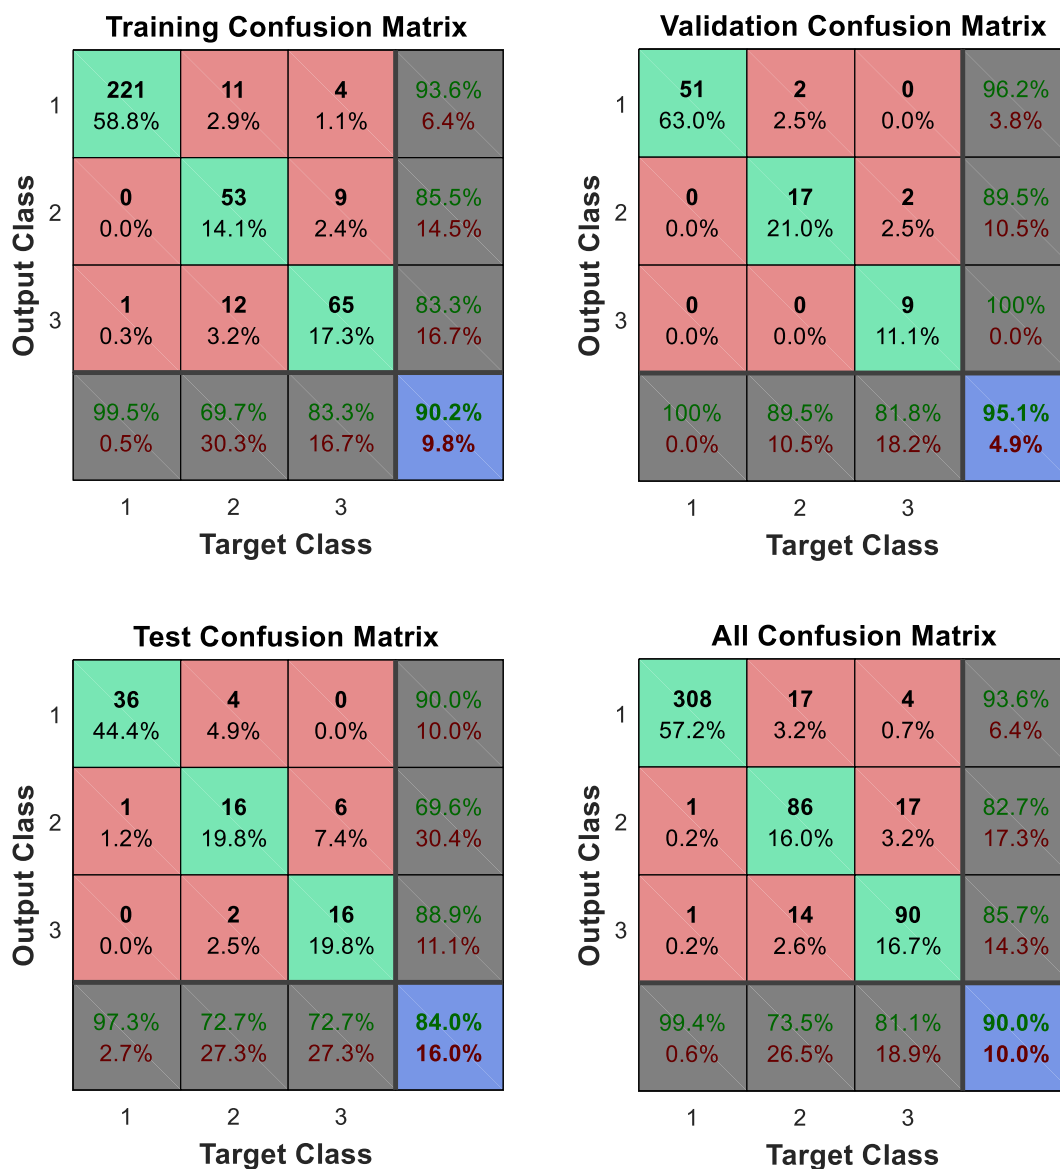 Training Confusion Matrix
221 11 4 93.6%
1
58.8% 2.9% 1.1% 6.4%
0 53 9 85.5%
2
0.0% 14.1% 2.4% 14.5%
1 12 65 83.3%
3
0.3% 3.2% 17.3% 16.7%
99.5% 69.7% 83.3% 90.2%
0.5% 30.3% 16.7% 9.8%
1 2 3
Target Class
Output Class
Validation Confusion Matrix
51 2 0 96.2%
1
63.0% 2.5% 0.0% 3.8%
0 17 2 89.5%
2
0.0% 21.0% 2.5% 10.5%
0 0 9 100%
3
0.0% 0.0% 11.1% 0.0%
100% 89.5% 81.8% 95.1%
0.0% 10.5% 18.2% 4.9%
1 2 3
Target Class
Output Class
Test Confusion Matrix
36 4 0 90.0%
1
44.4% 4.9% 0.0% 10.0%
1 16 6 69.6%
2
1.2% 19.8% 7.4% 30.4%
0 2 16 88.9%
3
0.0% 2.5% 19.8% 11.1%
97.3% 72.7% 72.7% 84.0%
2.7% 27.3% 27.3% 16.0%
1 2 3
Target Class
Output Class
All Confusion Matrix
308 17 4 93.6%
1
57.2% 3.2% 0.7% 6.4%
1 86 17 82.7%
2
0.2% 16.0% 3.2% 17.3%
1 14 90 85.7%
3
0.2% 2.6% 16.7% 14.3%
99.4% 73.5% 81.1% 90.0%
0.6% 26.5% 18.9% 10.0%
1 2 3
Target Class
Output Class